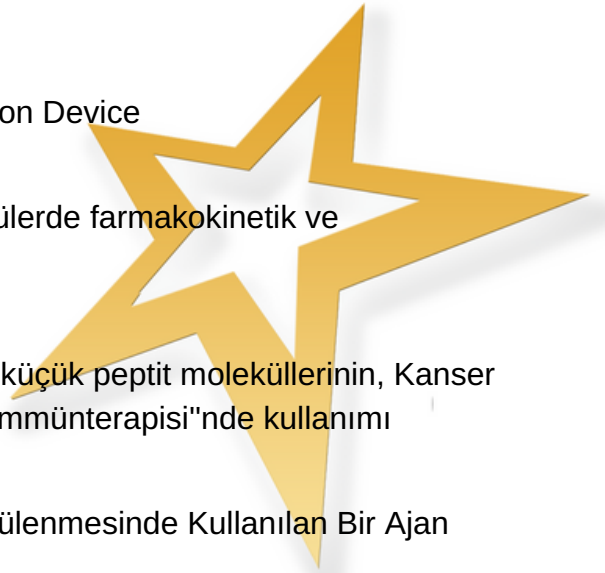 on Device
ülerde farmakokinetik ve
küçük peptit moleküllerinin, Kanser
mmünterapisi"nde kullanımı
ülenmesinde Kullanılan Bir Ajan